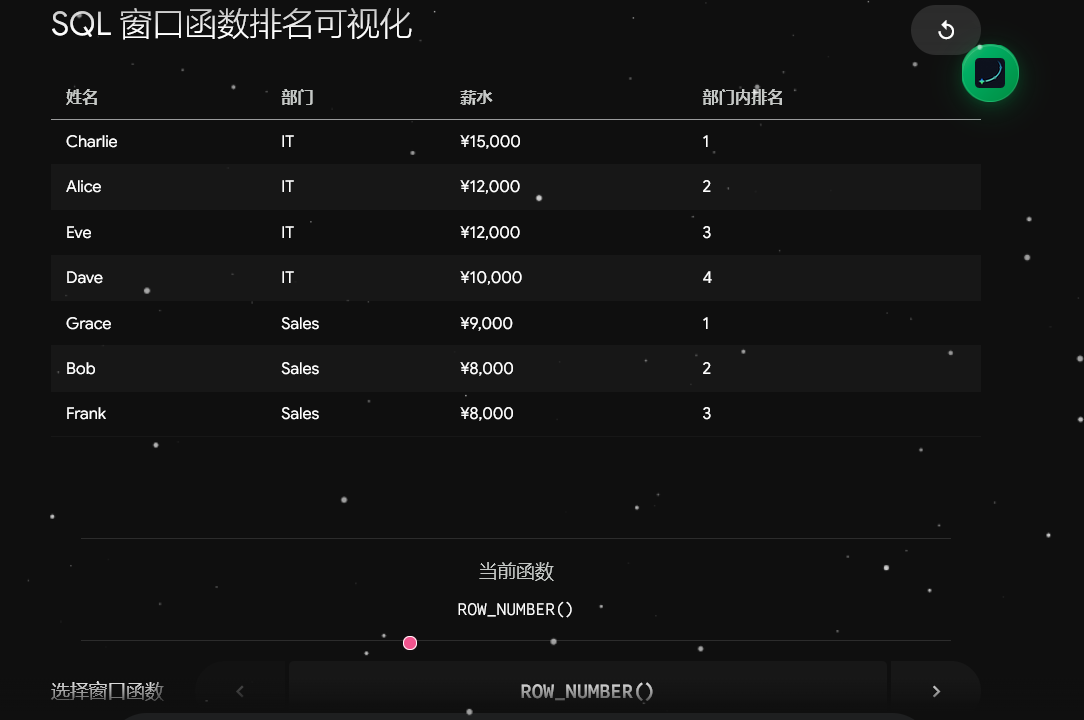 SQL 窗口函数排名可视化
姓名 部门 薪水 部门内排名
Charlie IT ¥15,000 1
Alice IT ¥12,000 2
Eve IT ¥12,000 3
Dave IT ¥10,000 4
Grace Sales ¥9,000 1
Bob Sales ¥8,000 2
Frank Sales ¥8,000 3
当前函数
ROW_NUMBER()
选择窗口函数 ROW_NUMBER()